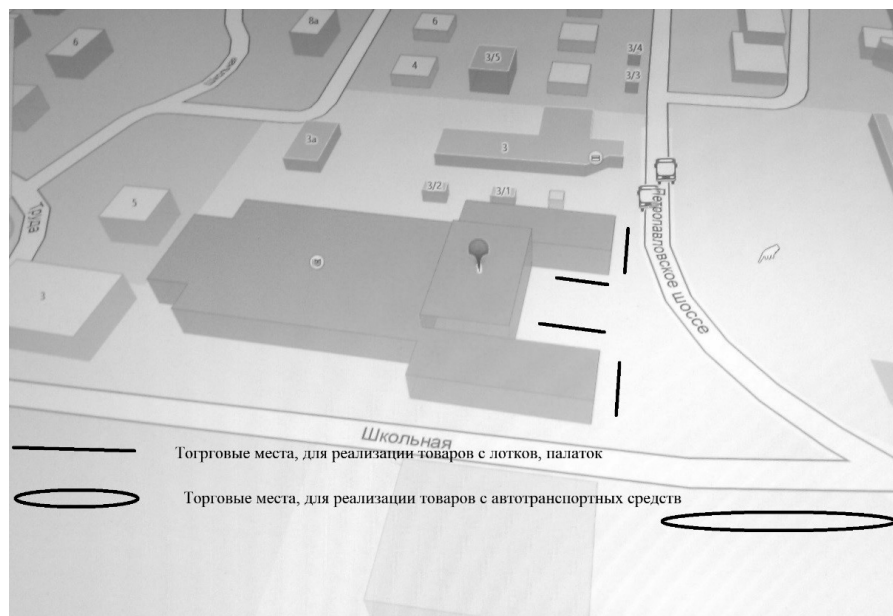 6
8а
6
3/4
4
3/5
3/3
3а
3
3/2
3/1
5
Труда
3
Петропавловское шоссе
Школьная
Тогрговые места, для реализации товаров с лотков, палаток
Торговые места, для реализации товаров с автотранспортных средств